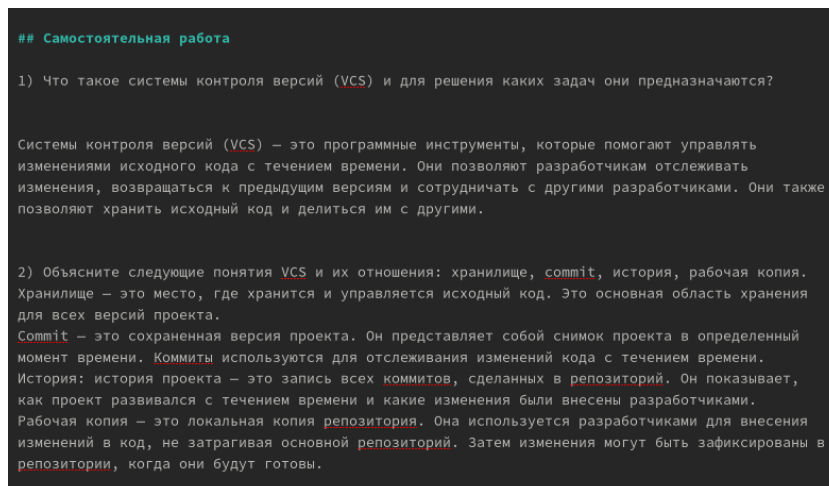 ## Самостоятельная работа
1) Что такое системы контроля версий (VCS) и для решения каких задач они предназначаются?
Системы контроля версий (VCS) — это программные инструменты, которые помогают управлять
изменениями исходного кода с течением времени. Они позволяют разработчикам отслеживать
изменения, возвращаться к предыдущим версиям и сотрудничать с другими разработчиками. Они также
позволяют хранить исходный код и делиться им с другими.
2) Объясните следующие понятия VCS и их отношения: хранилище, commit, история, рабочая копия.
Хранилище — это место, где хранится и управляется исходный код. Это основная область хранения
для всех версий проекта.
Commit — это сохраненная версия проекта. Он представляет собой снимок проекта в определенный
момент времени. Коммиты используются для отслеживания изменений кода с течением времени.
История: история проекта — это запись всех коммитов, сделанных в репозиторий. Он показывает,
как проект развивался с течением времени и какие изменения были внесены разработчиками.
Рабочая копия — это локальная копия репозитория. Она используется разработчиками для внесения
изменений в код, не затрагивая основной репозиторий. Затем изменения могут быть зафиксированы в
репозитории, когда они будут готовы.